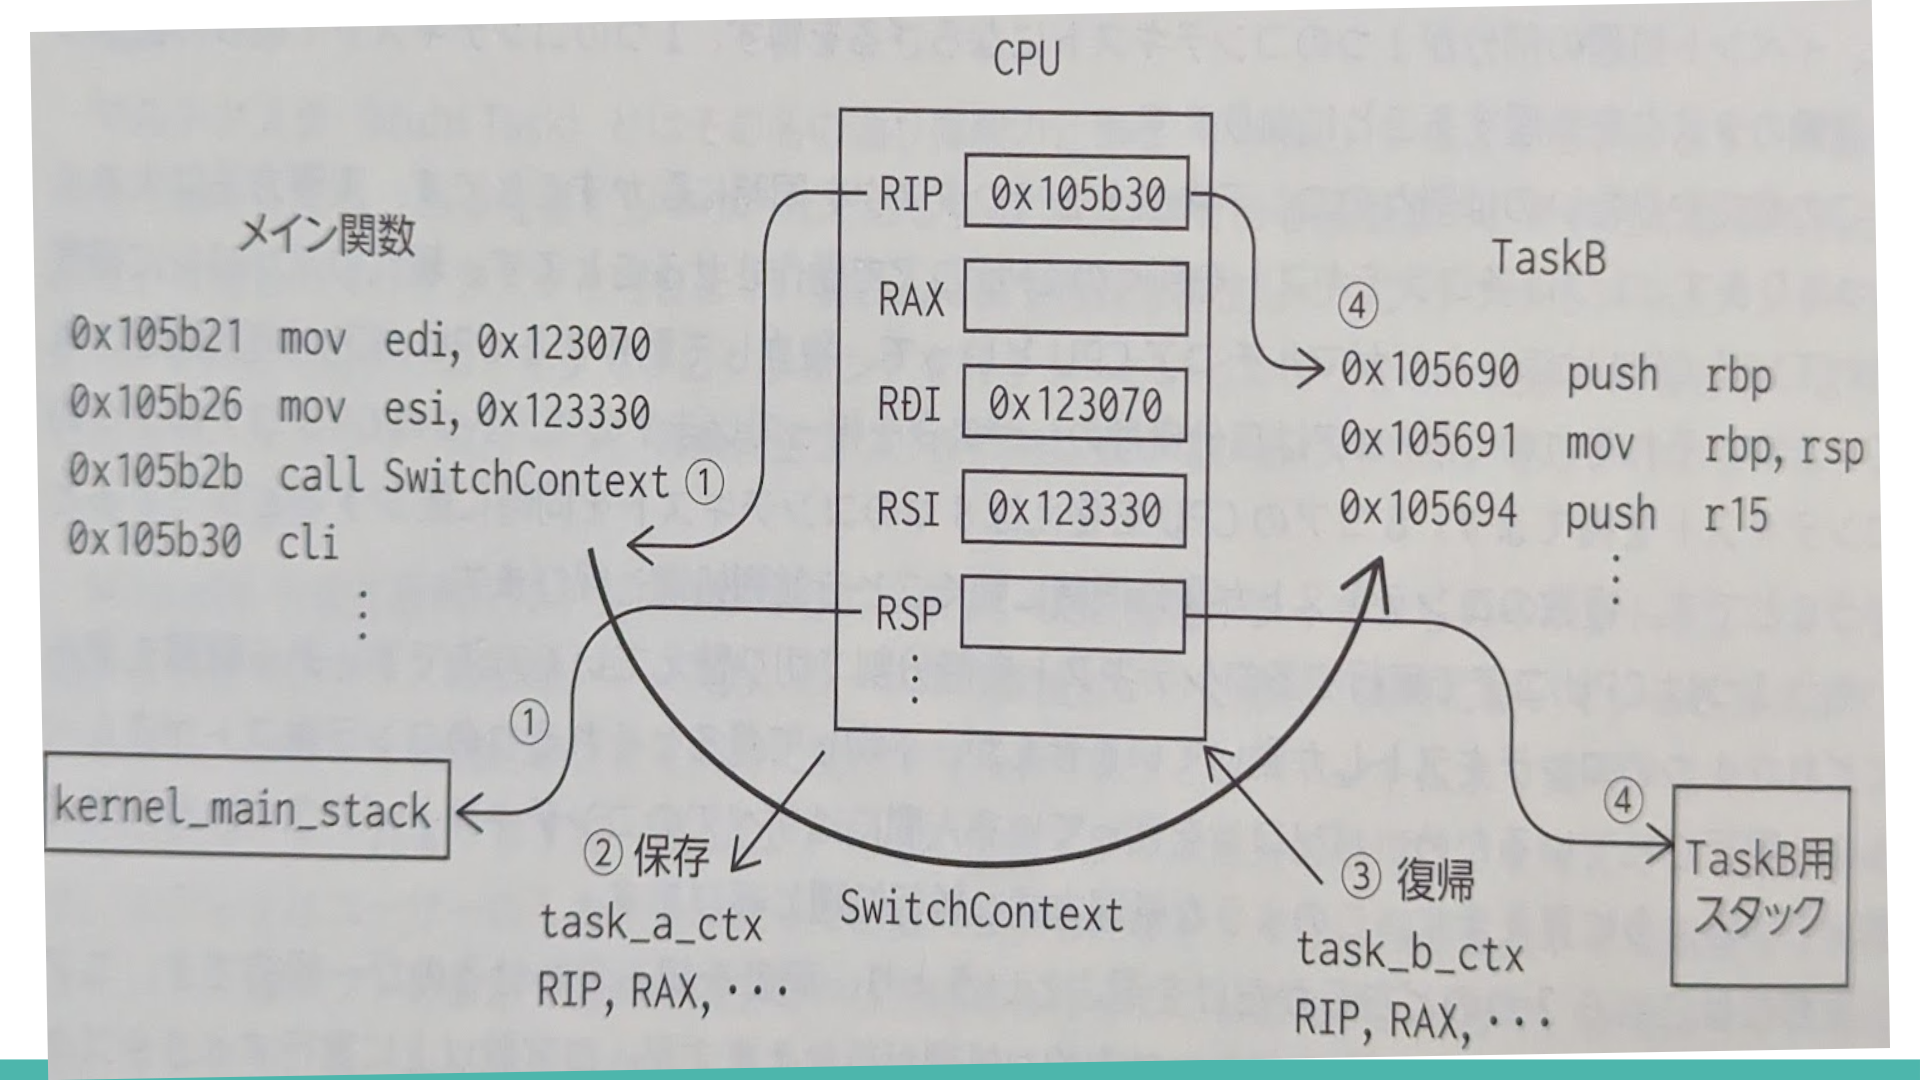 CPU
メイン関数
0x105b21 mov edi, 0x123070
0x105b26 mov esi, 0x123330
0x105b2b call SwitchContext ①
0x105b30 cli
⋮
RIP 0x105b30
RAX
RDI 0x123070
RSI 0x123330
RSP
⋮
TaskB
④
0x105690 push rbp
0x105691 mov rbp, rsp
0x105694 push r15
⋮
①
kernel_main_stack
② 保存
task_a_ctx
RIP, RAX, ・・・
SwitchContext
③ 復帰
task_b_ctx
RIP, RAX, ・・・
④
TaskB用
スタック